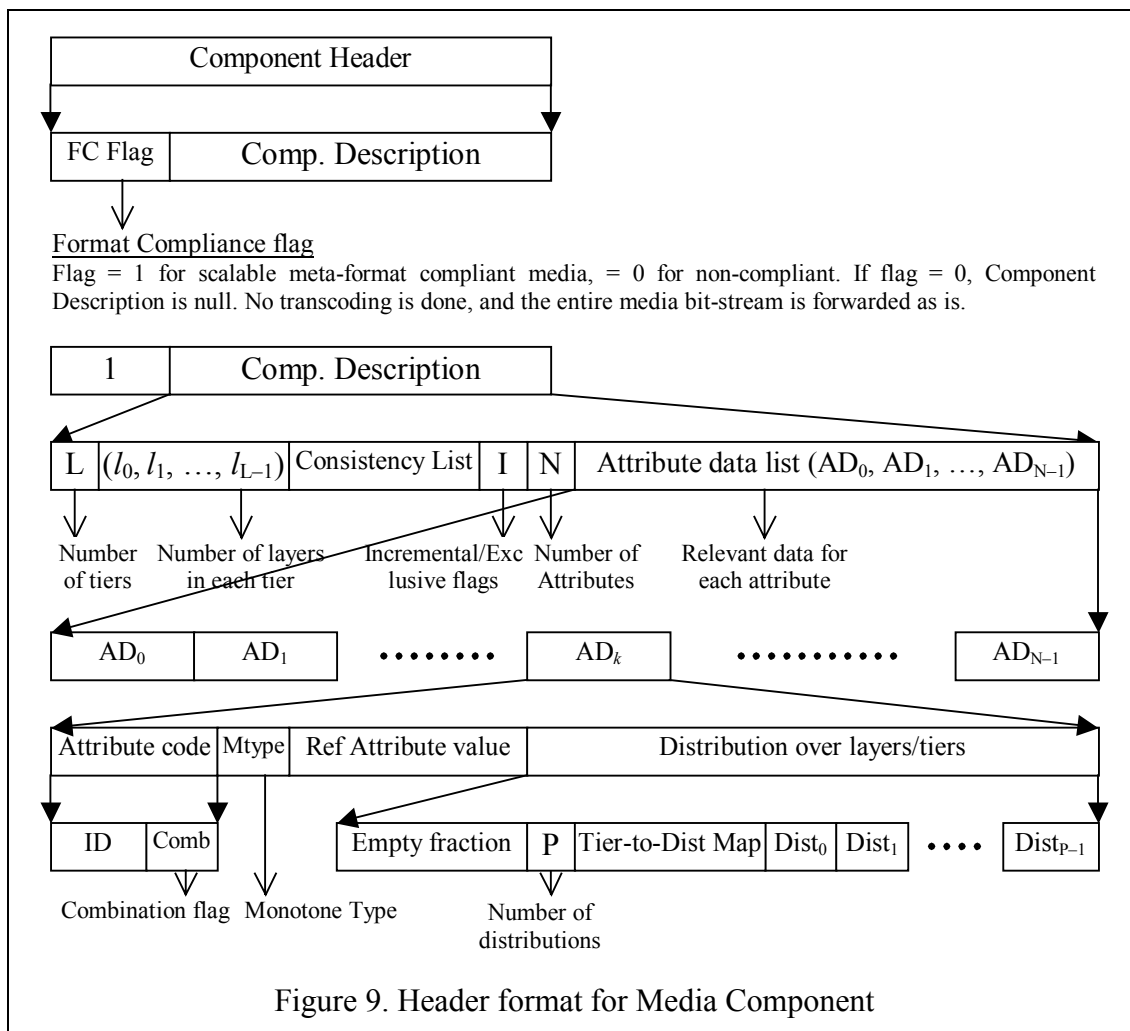 Component Header
FC Flag Comp. Description
Format Compliance flag
Flag = 1 for scalable meta-format compliant media, = 0 for non-compliant. If flag = 0, Component
Description is null. No transcoding is done, and the entire media bit-stream is forwarded as is.
1 Comp. Description
L (l0, l1, …, lL–1) Consistency List I N Attribute data list (AD0, AD1, …, ADN–1)
Number of tiers
Number of layers in each tier
Incremental/Exc lusive flags
Number of Attributes
Relevant data for each attribute
AD0 AD1 ........ ADk ............ ADN–1
Attribute code Mtype Ref Attribute value Distribution over layers/tiers
ID Comb Empty fraction P Tier-to-Dist Map Dist0 Dist1 .... DistP–1
Combination flag
Monotone Type
Number of distributions
Figure 9. Header format for Media Component